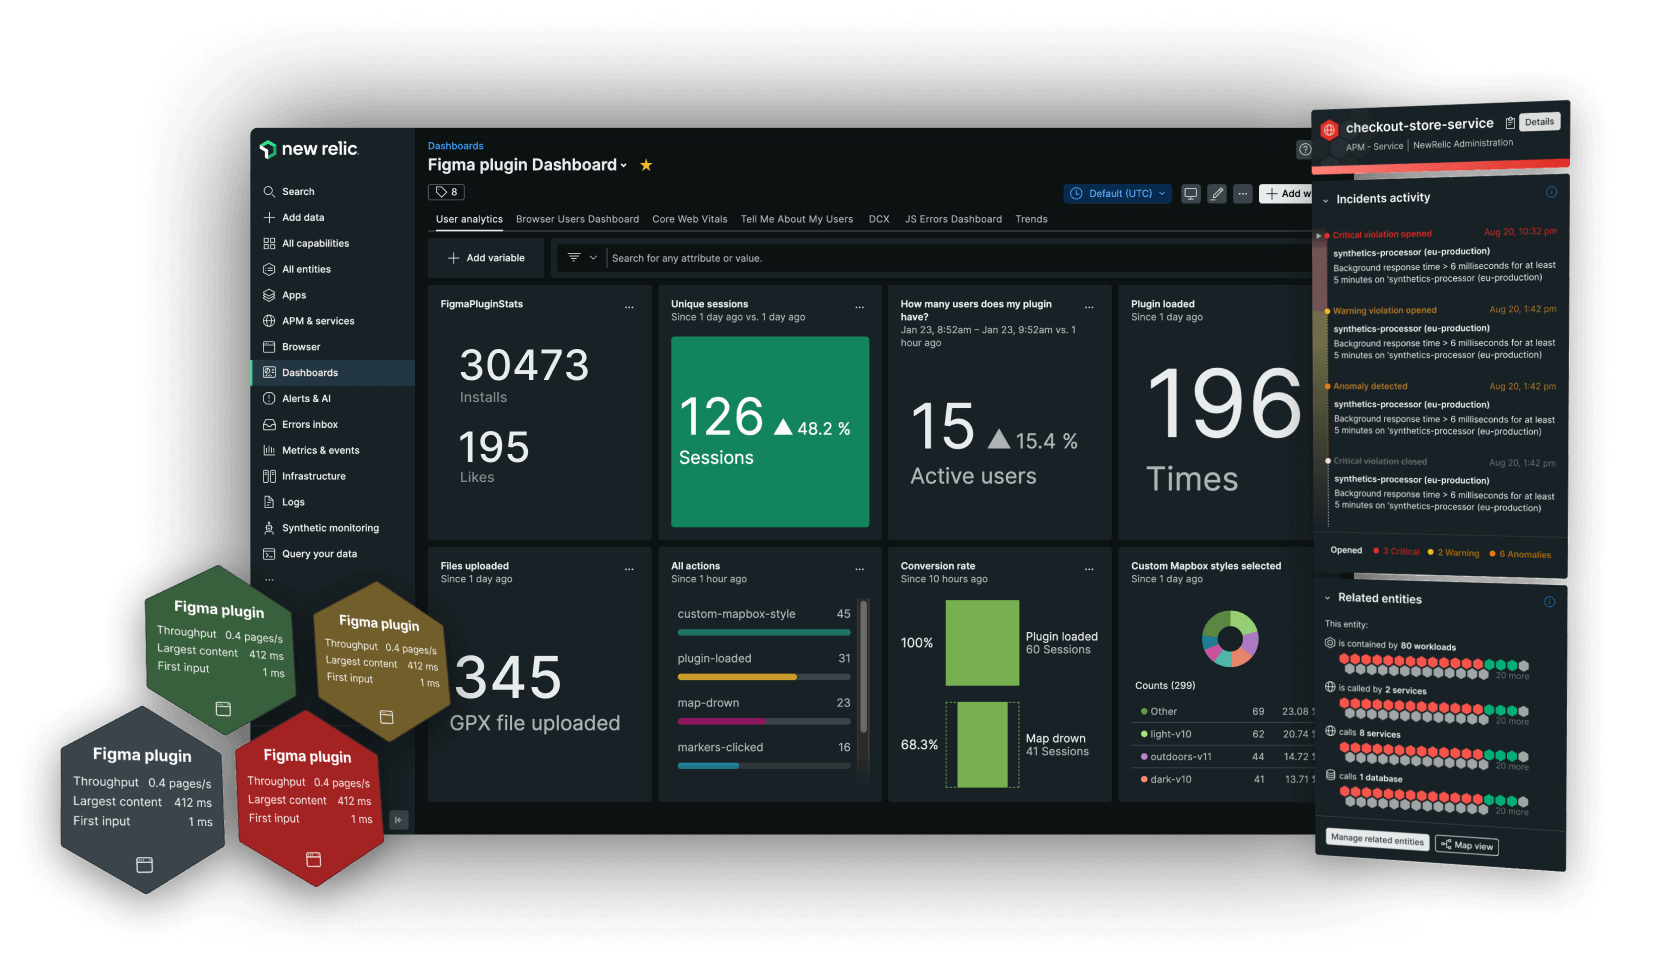 new relic
Search
Add data
All capabilities
All entities
Apps
APM & services
Browser
Dashboards
Alerts & AI
Errors inbox
Metrics & events
Infrastructure
Logs
Synthetic monitoring
Query your data
...
Dashboards
Figma plugin Dashboard
8
Default (UTC)
...
Add w
User analytics Browser Users Dashboard Core Web Vitals Tell Me About My Users DCX JS Errors Dashboard Trends
Add variable
Search for any attribute or value.
FigmaPluginStats ...
30473
Installs
195
Likes
Unique sessions ...
Since 1 day ago vs. 1 day ago
126 48.2 %
Sessions
How many users does my plugin ...
have?
Jan 23, 8:52am – Jan 23, 9:52am vs. 1
hour ago
15 15.4 %
Active users
Plugin loaded
Since 1 day ago
196
Times
Files uploaded ...
Since 1 day ago
345
GPX file uploaded
All actions ...
Since 1 hour ago
custom-mapbox-style 45
plugin-loaded 31
map-drown 23
markers-clicked 16
Conversion rate ...
Since 10 hours ago
100%
Plugin loaded
60 Sessions
68.3%
Map drown
41 Sessions
Custom Mapbox styles selected
Since 1 day ago
Counts (299)
Other 69 23.08
light-v10 62 20.74
outdoors-v11 44 14.72
dark-v10 41 13.71
checkout-store-service Details
APM - Service | NewRelic Administration
Incidents activity
Critical violation opened Aug 20, 10:32 pm
synthetics-processor (eu-production)
Background response time > 6 milliseconds for at least
5 minutes on 'synthetics-processor (eu-production)
Warning violation opened Aug 20, 1:42 pm
synthetics-processor (eu-production)
Background response time > 6 milliseconds for at least
5 minutes on 'synthetics-processor (eu-production)
Anomaly detected Aug 20, 1:42 pm
synthetics-processor (eu-production)
Background response time > 6 milliseconds for at least
5 minutes on 'synthetics-processor (eu-production)
Critical violation closed Aug 20, 1:42 pm
synthetics-processor (eu-production)
Background response time > 6 milliseconds for at least
5 minutes on 'synthetics-processor (eu-production)
Opened 3 Critical 2 Warning 6 Anomalies
Related entities
This entity:
is contained by 80 workloads
20 more
is called by 2 services
20 more
calls 8 services
20 more
calls 1 database
20 more
Manage related entities Map view
Figma plugin
Throughput 0.4 pages/s
Largest content 412 ms
First input 1 ms
Figma plugin
Throughput 0.4 pages/s
Largest content 412 ms
First input 1 ms
Figma plugin
Throughput 0.4 pages/s
Largest content 412 ms
First input 1 ms
Figma plugin
Throughput 0.4 pages/s
Largest content 412 ms
First input 1 ms